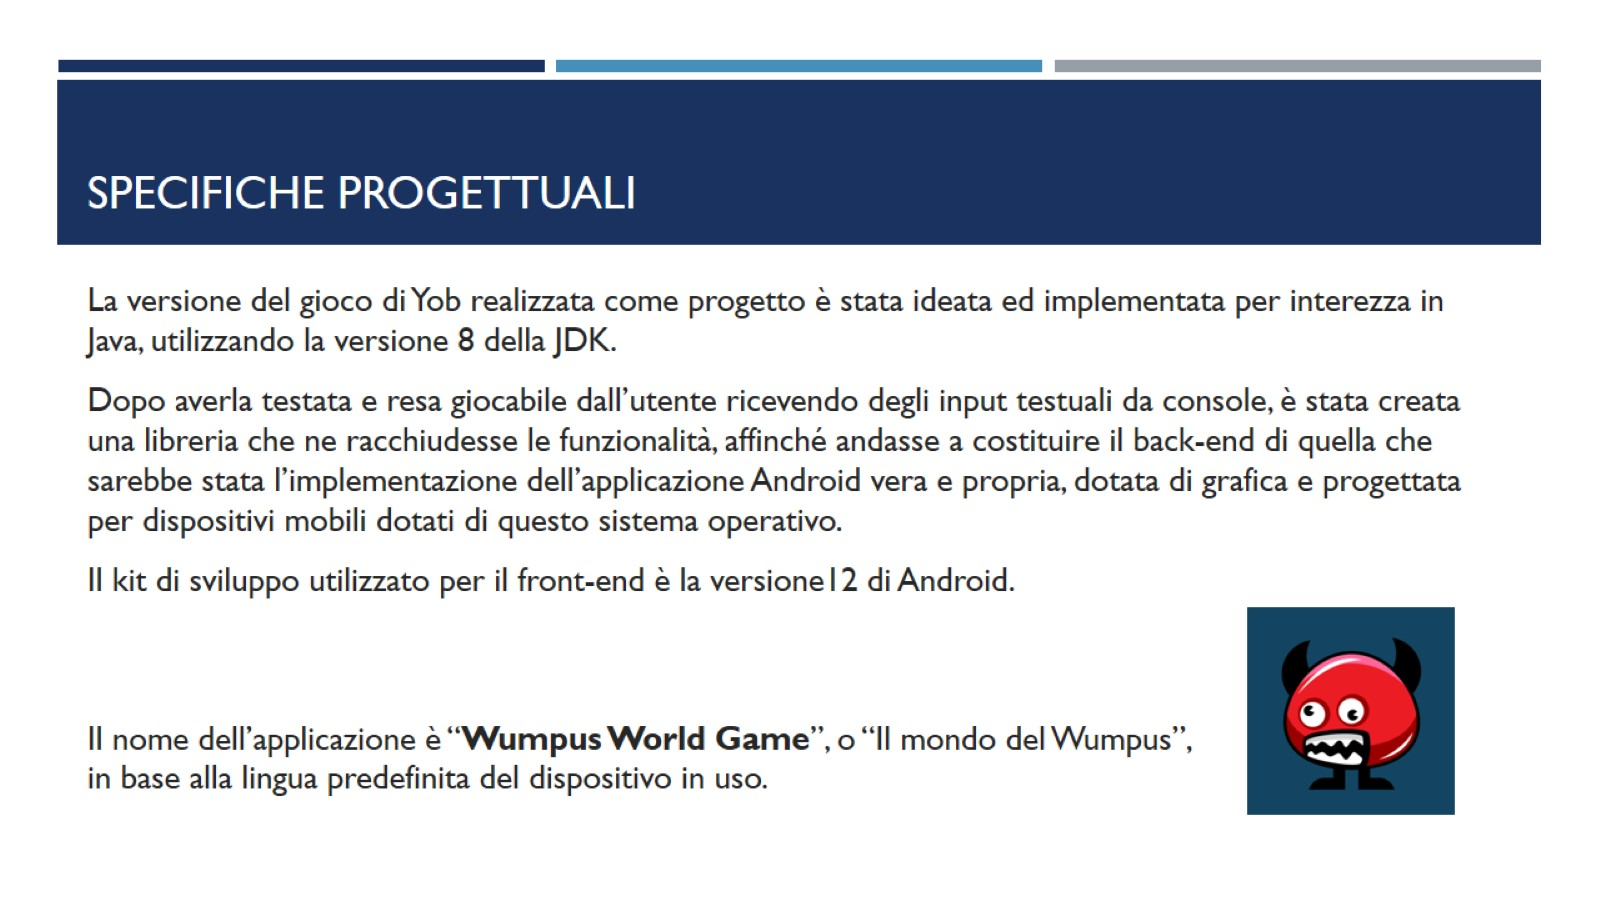 SPECIFICHE PROGETTUALI
La versione del gioco di Yob realizzata come progetto è stata ideata ed implementata per interezza in
Java, utilizzando la versione 8 della JDK.
Dopo averla testata e resa giocabile dall’utente ricevendo degli input testuali da console, è stata creata
una libreria che ne racchiudesse le funzionalità, affinché andasse a costituire il back-end di quella che
sarebbe stata l’implementazione dell’applicazione Android vera e propria, dotata di grafica e progettata
per dispositivi mobili dotati di questo sistema operativo.
Il kit di sviluppo utilizzato per il front-end è la versione12 di Android.
Il nome dell’applicazione è “Wumpus World Game”, o “Il mondo del Wumpus”,
in base alla lingua predefinita del dispositivo in uso.